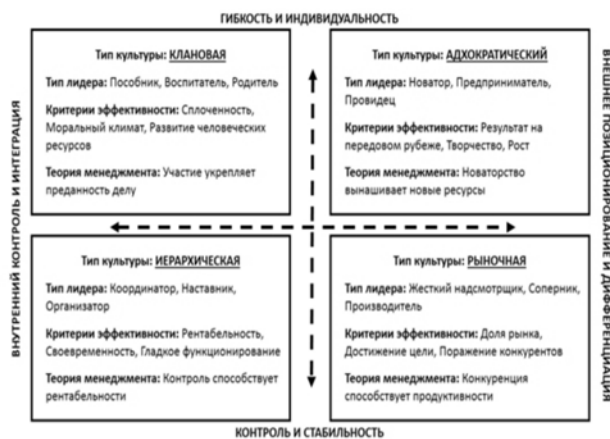 ГИБКОСТЬ И ИНДИВИДУАЛЬНОСТЬ
ВНУТРЕННИЙ КОНТРОЛЬ И ИНТЕГРАЦИЯ
Тип культуры: КЛАНОВАЯ
Тип лидера: Пособник, Воспитатель, Родитель
Критерии эффективности: Сплоченность,
Моральный климат, Развитие человеческих
ресурсов
Теория менеджмента: Участие укрепляет
преданность делу
Тип культуры: АДХОКРАТИЧЕСКИЙ
Тип лидера: Новатор, Предприниматель,
Провидец
Критерии эффективности: Результат на
передовом рубеже, Творчество, Рост
Теория менеджмента: Новаторство
вынашивает новые ресурсы
Тип культуры: ИЕРАРХИЧЕСКАЯ
Тип лидера: Координатор, Наставник,
Организатор
Критерии эффективности: Рентабельность,
Своевременность, Гладкое функционирование
Теория менеджмента: Контроль способствует
рентабельности
Тип культуры: РЫНОЧНАЯ
Тип лидера: Жесткий надсмотрщик, Соперник,
Производитель
Критерии эффективности: Доля рынка,
Достижение цели, Поражение конкурентов
Теория менеджмента: Конкуренция
способствует продуктивности
ВНЕШНЕЕ ПОЗИЦИОНИРОВАНИЕ И ДИФФЕРЕНЦИАЦИЯ
КОНТРОЛЬ И СТАБИЛЬНОСТЬ